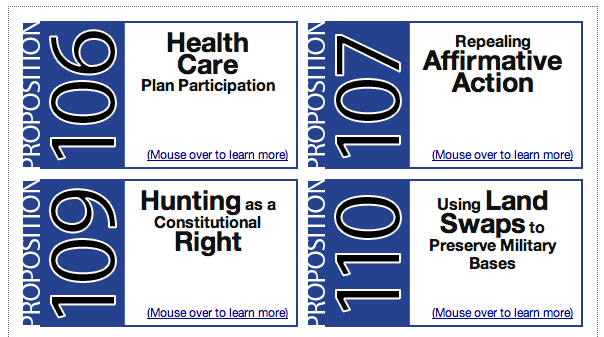 PROPOSITION 106
Health
Care
Plan Participation
(Mouse over to learn more)
PROPOSITION 107
Repealing
Affirmative
Action
(Mouse over to learn more)
PROPOSITION 109
Hunting as a
Constitutional
Right
(Mouse over to learn more)
PROPOSITION 110
Using Land
Swaps to
Preserve Military
Bases
(Mouse over to learn more)